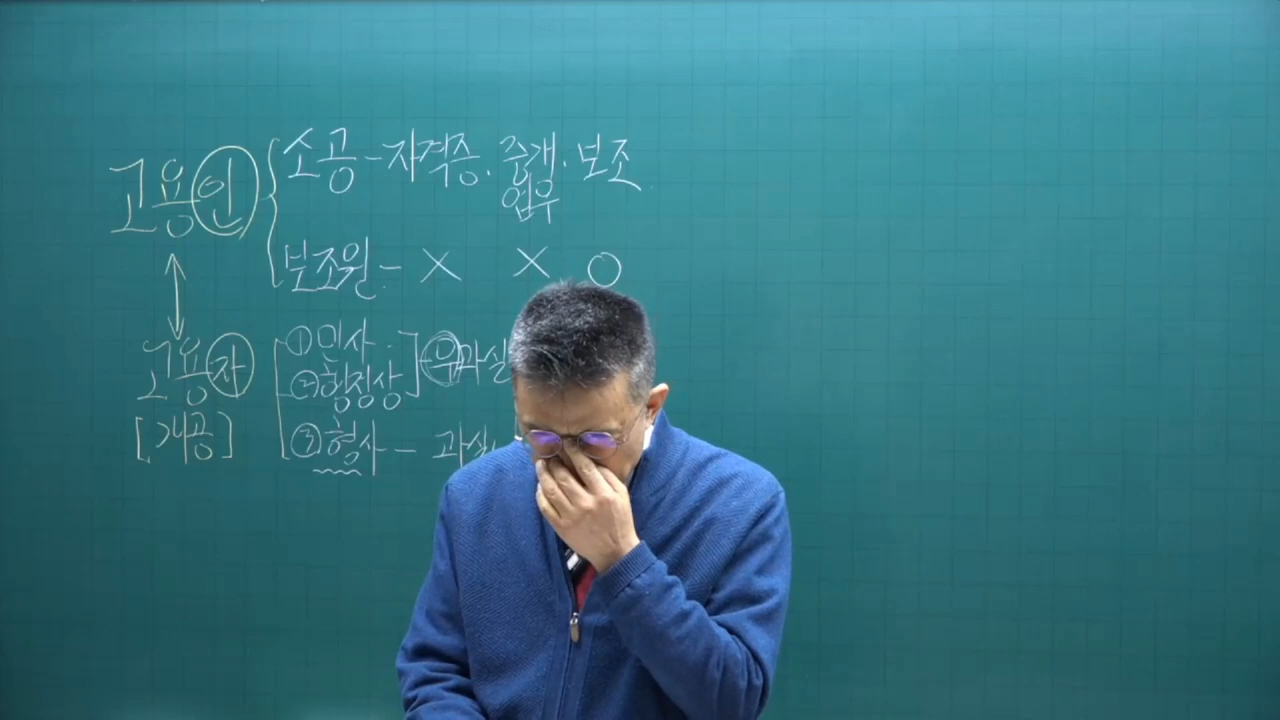 고용인 { 소공 - 자격증. 중개업무. 보조
보조원 - × × ○
고용자 [ ① 민사
② 행정상 ] - 무과실
[개공]
③ 형사 - 과실